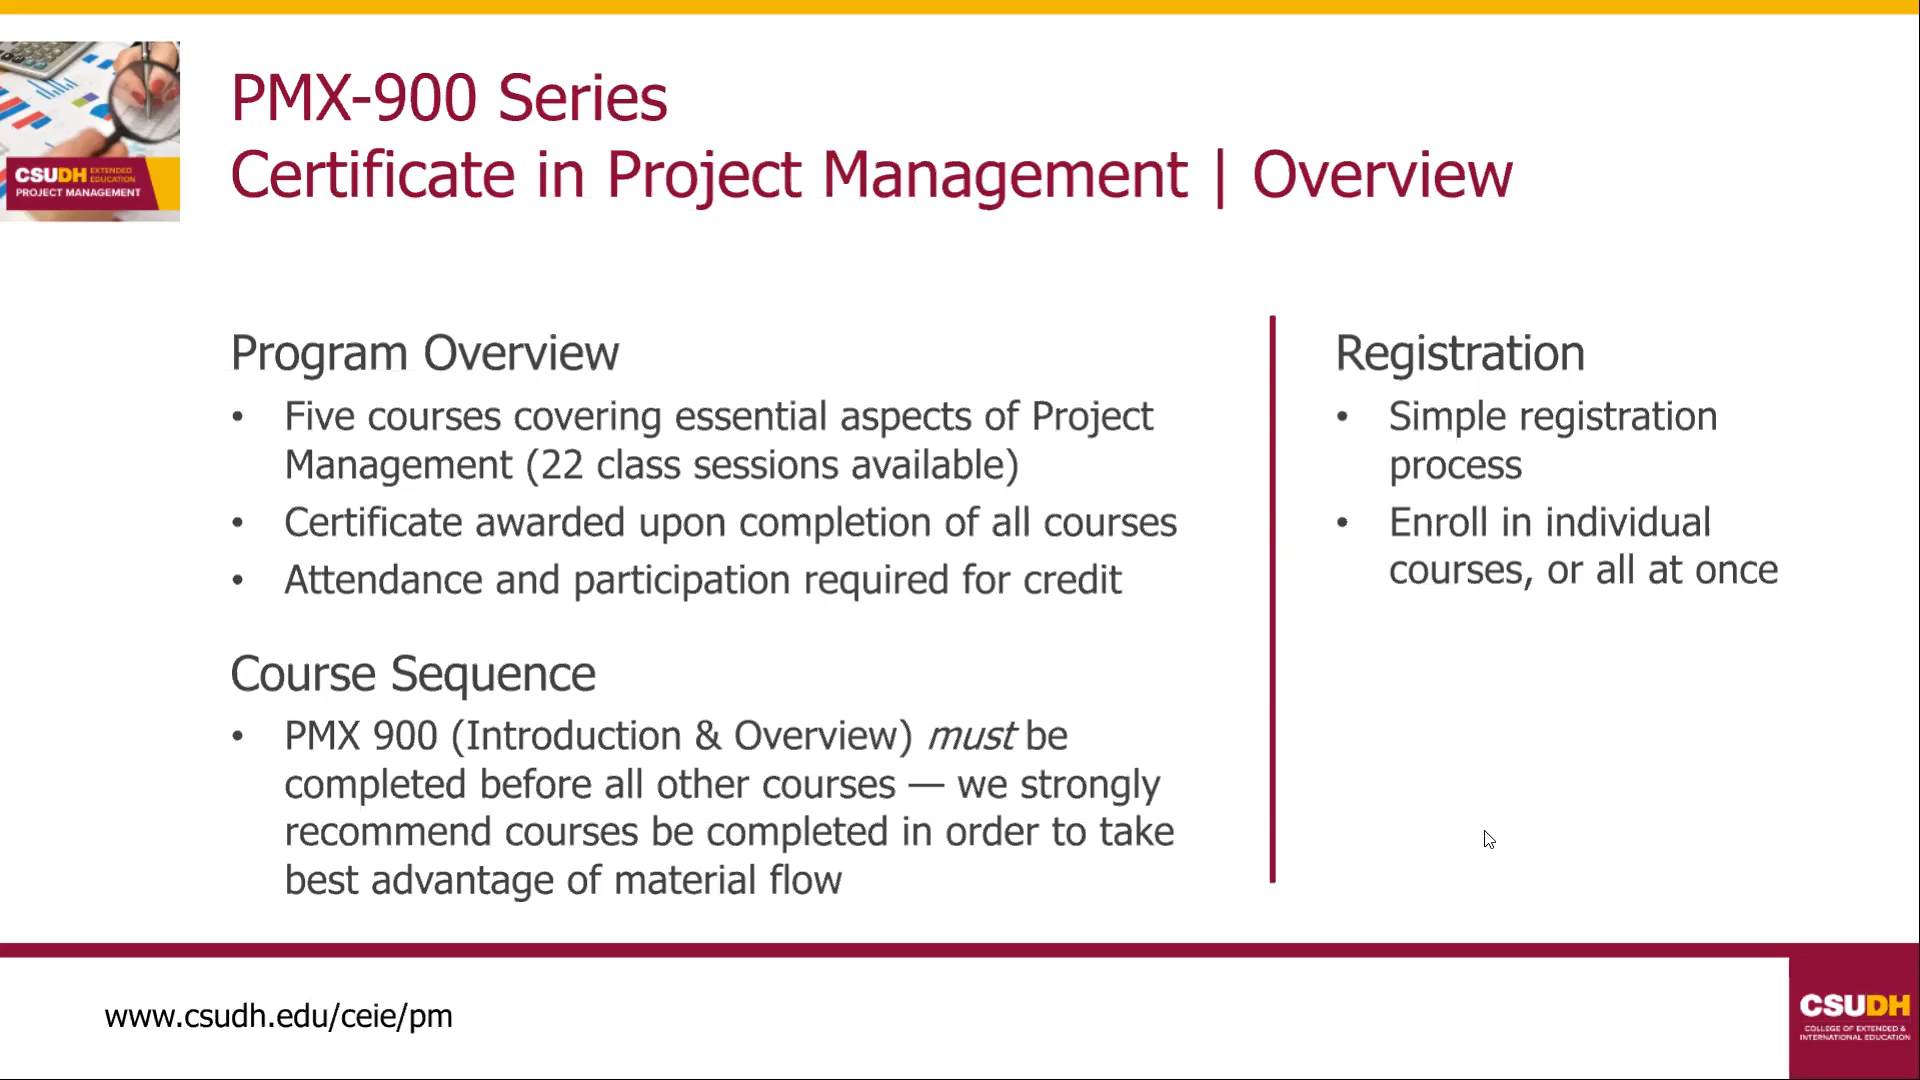 PMX-900 Series
Certificate in Project Management | Overview
CSUDH EXTENDED EDUCATION
PROJECT MANAGEMENT
Program Overview
• Five courses covering essential aspects of Project
Management (22 class sessions available)
• Certificate awarded upon completion of all courses
• Attendance and participation required for credit
Course Sequence
• PMX 900 (Introduction & Overview) must be
completed before all other courses — we strongly
recommend courses be completed in order to take
best advantage of material flow
Registration
• Simple registration
process
• Enroll in individual
courses, or all at once
www.csudh.edu/ceie/pm
CSUDH
COLLEGE OF EXTENDED &
INTERNATIONAL EDUCATION